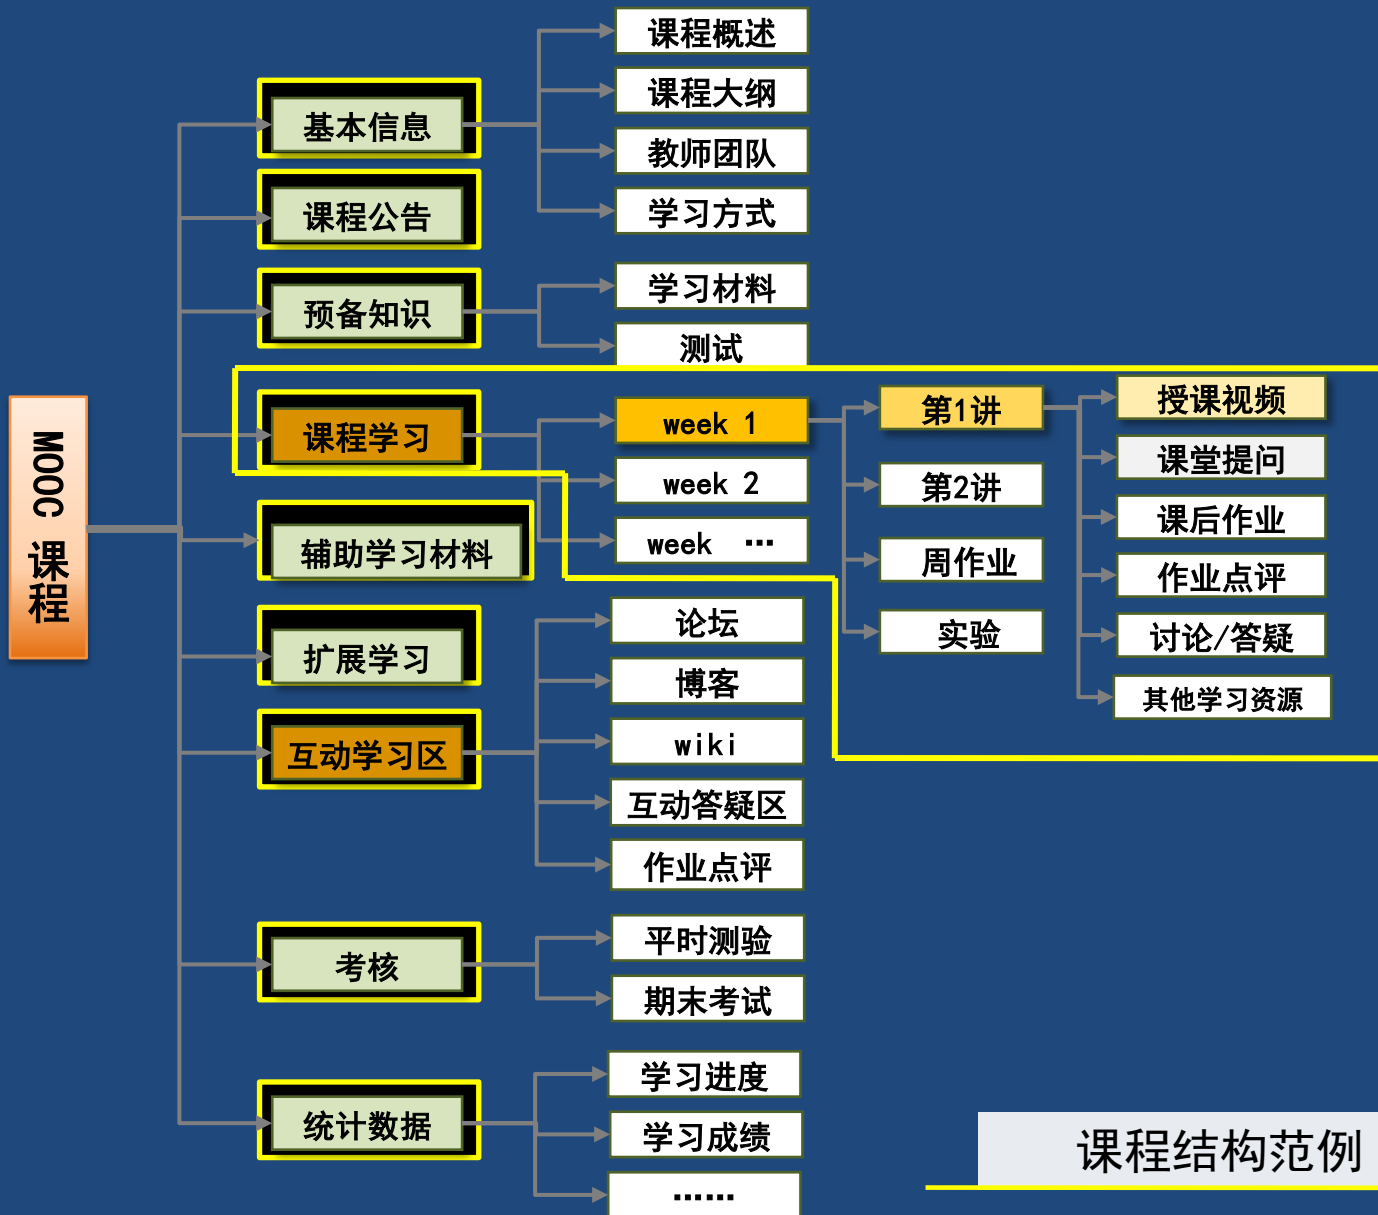 MOOC 课程
基本信息
课程概述
课程大纲
教师团队
学习方式
课程公告
预备知识
学习材料
测试
课程学习
week 1
第1讲
授课视频
课堂提问
课后作业
作业点评
讨论/答疑
其他学习资源
第2讲
周作业
实验
week 2
week …
辅助学习材料
扩展学习
互动学习区
论坛
博客
wiki
互动答疑区
作业点评
考核
平时测验
期末考试
统计数据
学习进度
学习成绩
……
课程结构范例